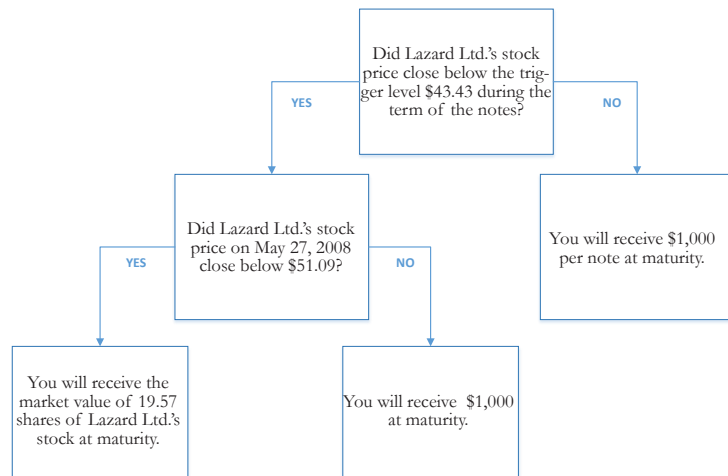 Did Lazard Ltd.'s stock
price close below the trig-
ger level $43.43 during the
term of the notes?
YES
NO
Did Lazard Ltd.'s stock
price on May 27, 2008
close below $51.09?
You will receive $1,000
per note at maturity.
YES
NO
You will receive the
market value of 19.57
shares of Lazard Ltd.'s
stock at maturity.
You will receive $1,000
at maturity.